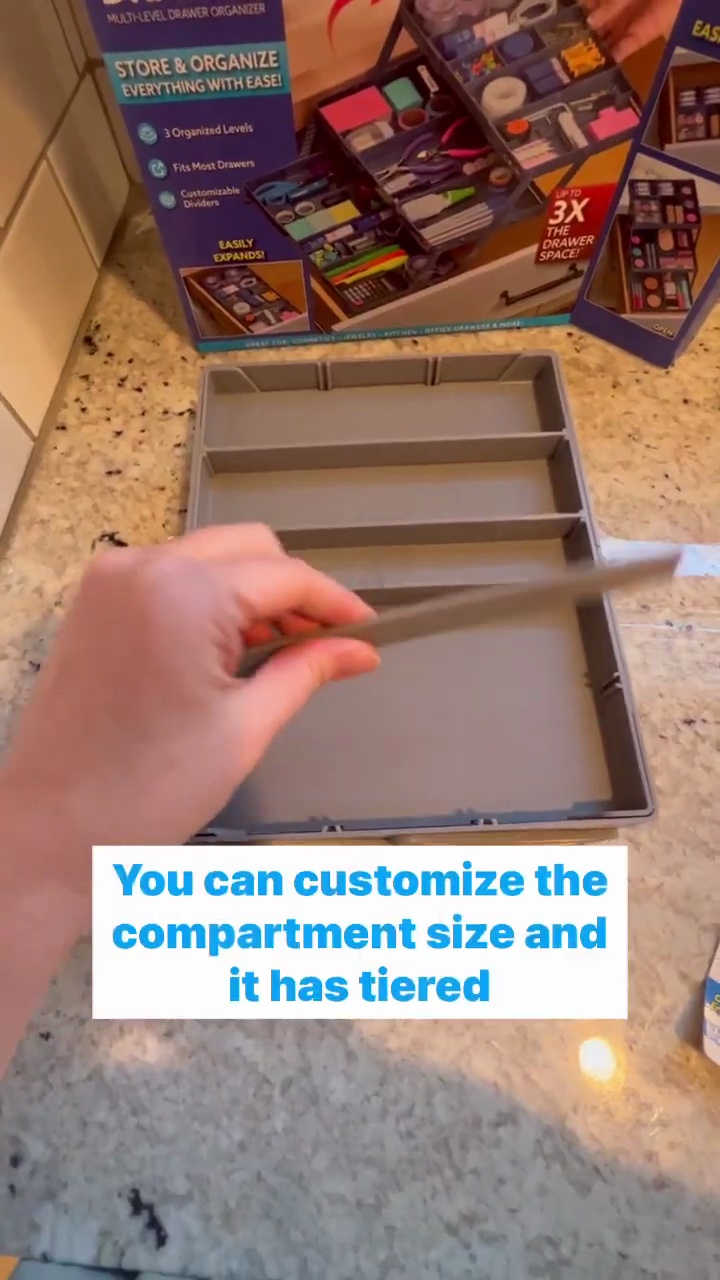 MULTI-LEVEL DRAWER ORGANIZER
STORE & ORGANIZE
EVERYTHING WITH EASE!
3 Organized Levels
Fits Most Drawers
Customizable
Dividers
EASILY
EXPANDS!
UP TO
3X
THE
DRAWER
SPACE!
OPEN
GREAT FOR: COSMETICS • JEWELRY • KITCHEN • OFFICE DRAWERS & MORE!
You can customize the
compartment size and
it has tiered